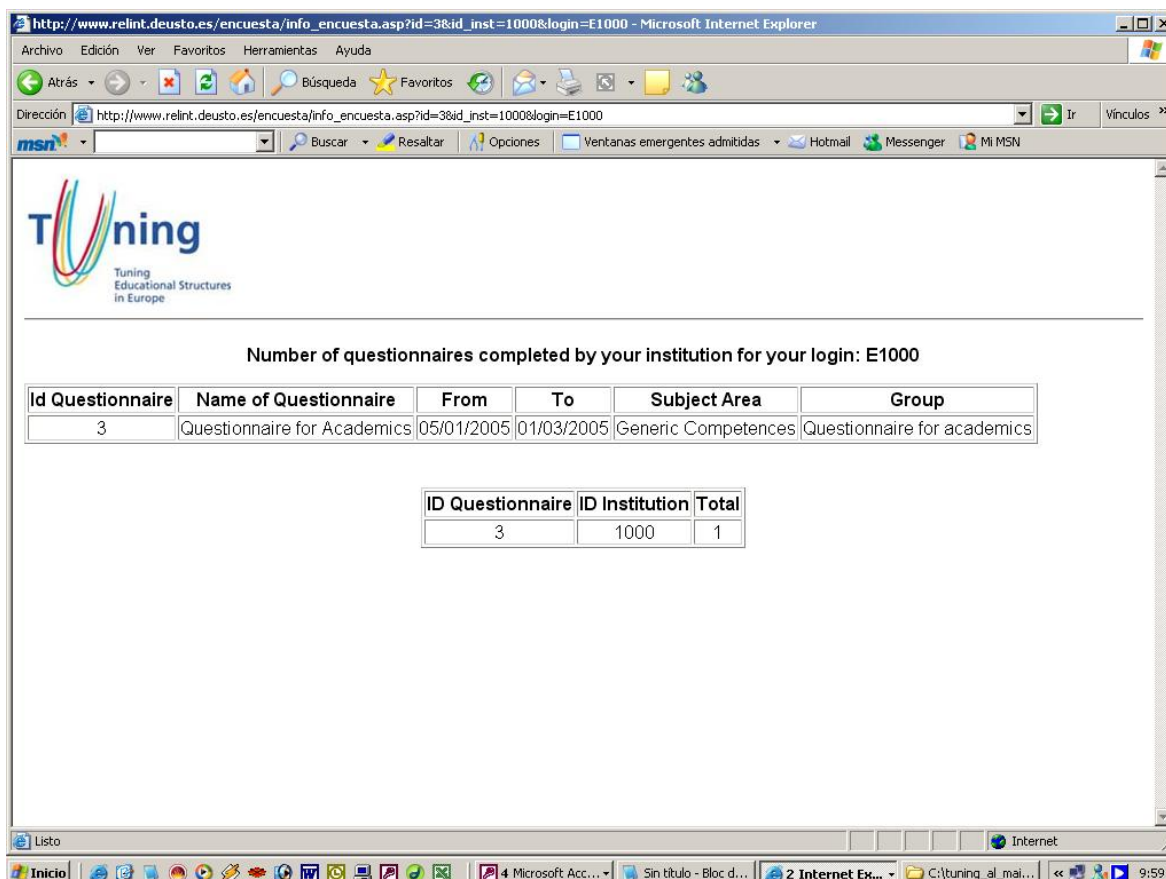 http://www.relint.deusto.es/encuesta/info_encuesta.asp?id=3&id_inst=1000&login=E1000 - Microsoft Internet Explorer
Archivo Edición Ver Favoritos Herramientas Ayuda
Atrás Búsqueda Favoritos
Dirección http://www.relint.deusto.es/encuesta/info_encuesta.asp?id=3&id_inst=1000&login=E1000 Ir Vínculos »
msn Buscar Resaltar Opciones Ventanas emergentes admitidas Hotmail Messenger Mi MSN
TUning
Tuning
Educational Structures
in Europe
Number of questionnaires completed by your institution for your login: E1000
Id Questionnaire Name of Questionnaire From To Subject Area Group
3 Questionnaire for Academics 05/01/2005 01/03/2005 Generic Competences Questionnaire for academics
ID Questionnaire ID Institution Total
3 1000 1
Listo Internet
Inicio 4 Microsoft Acc... Sin título - Bloc d... 2 Internet Ex... C:\tuning_al_mai... « 9:59